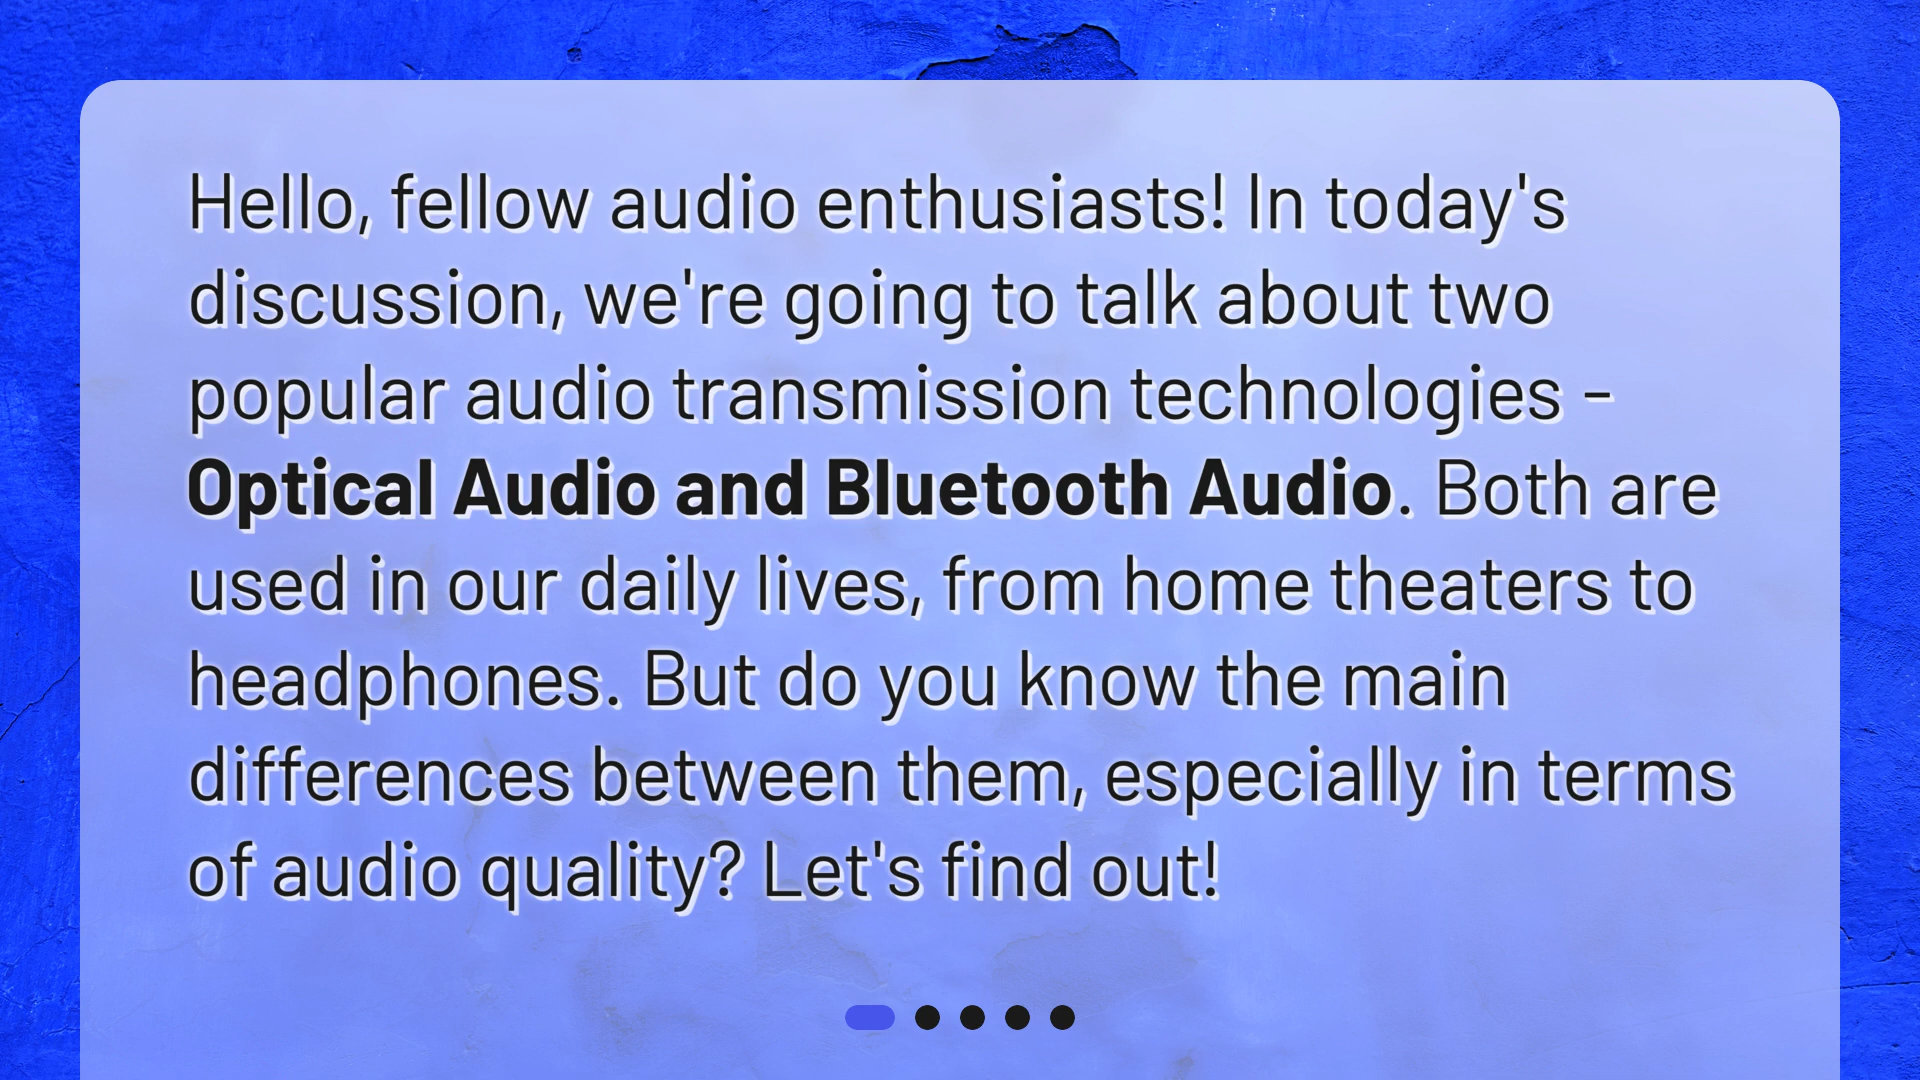 Hello, fellow audio enthusiasts! In today's
discussion, we're going to talk about two
popular audio transmission technologies -
Optical Audio and Bluetooth Audio. Both are
used in our daily lives, from home theaters to
headphones. But do you know the main
differences between them, especially in terms
of audio quality? Let's find out!